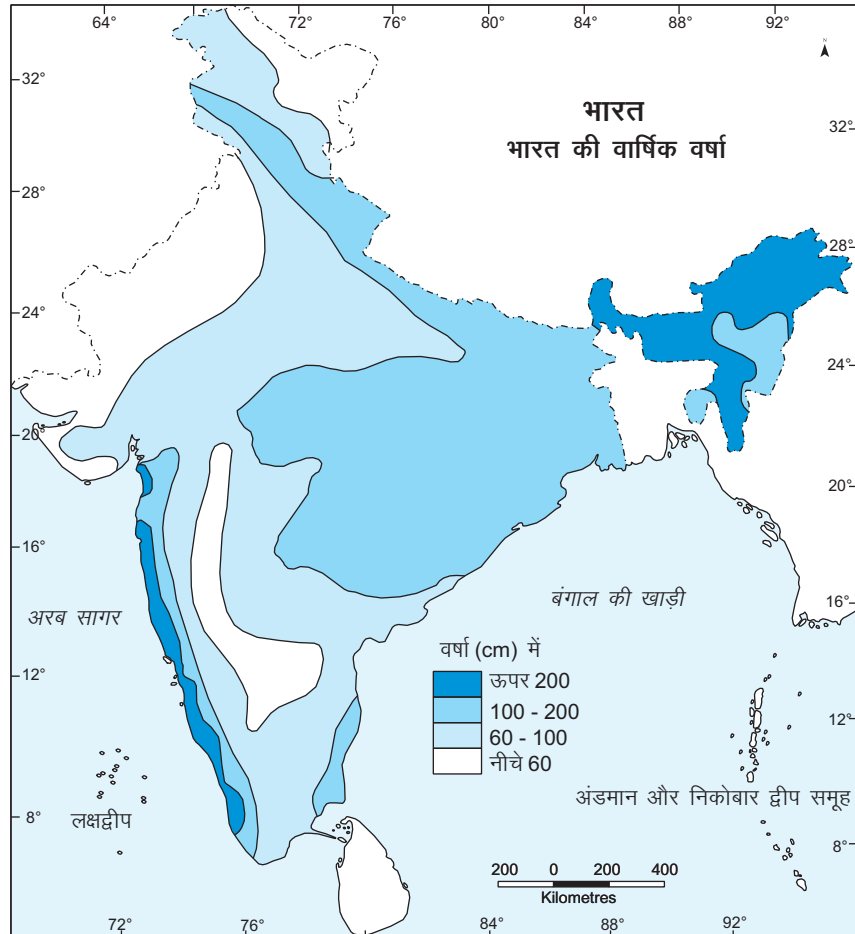 64° 68° 72° 76° 80° 84° 88° 92°
N
32°
भारत
32°
भारत की वार्षिक वर्षा
28°
28°
24°
24°
20°
20°
16°
बंगाल की खाड़ी
16°
अरब सागर
वर्षा (cm) में
ऊपर 200
12°
100 - 200
12°
60 - 100
नीचे 60
अंडमान और निकोबार द्वीप समूह
8°
लक्षद्वीप
8°
200 0 200 400
Kilometres
72° 76° 84° 88° 92°